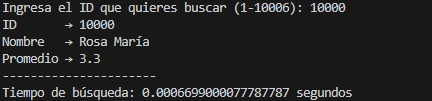 Ingresa el ID que quieres buscar (1-10006): 10000
ID → 10000
Nombre → Rosa María
Promedio → 3.3
----------------------
Tiempo de búsqueda: 0.0006699000077787787 segundos